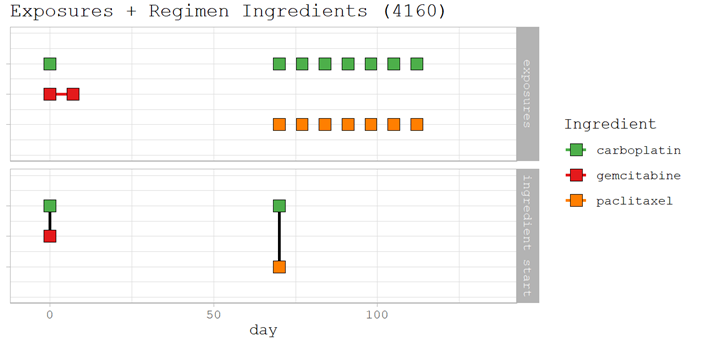 Exposures + Regimen Ingredients (4160)
exposures
ingredient start
Ingredient
carboplatin
gemcitabine
paclitaxel
0 50 100
day